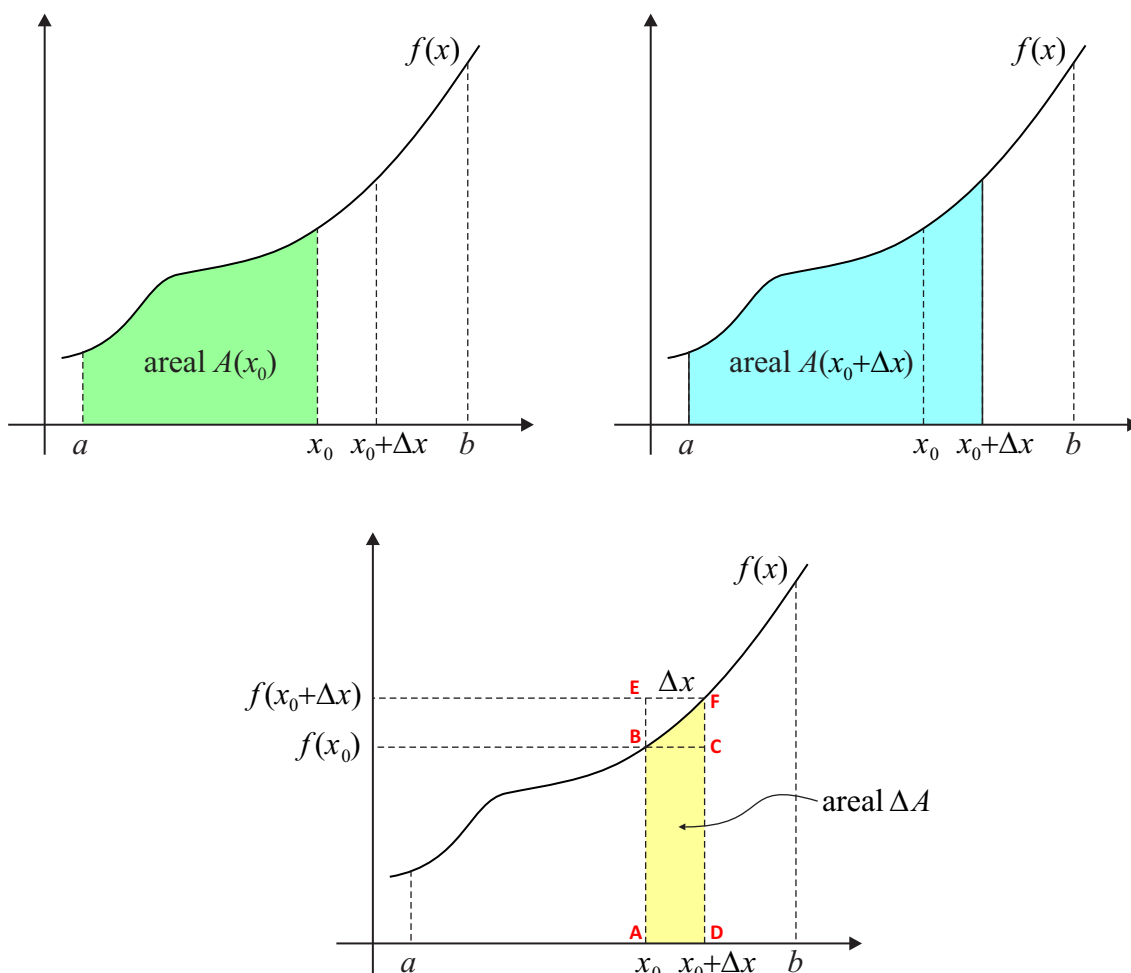 f(x)
areal A(x₀)
a x₀ x₀+Δx b
f(x)
areal A(x₀+Δx)
a x₀ x₀+Δx b
f(x)
f(x₀+Δx) E Δx F
f(x₀) B C
areal ΔA
A D
a x₀ x₀+Δx b